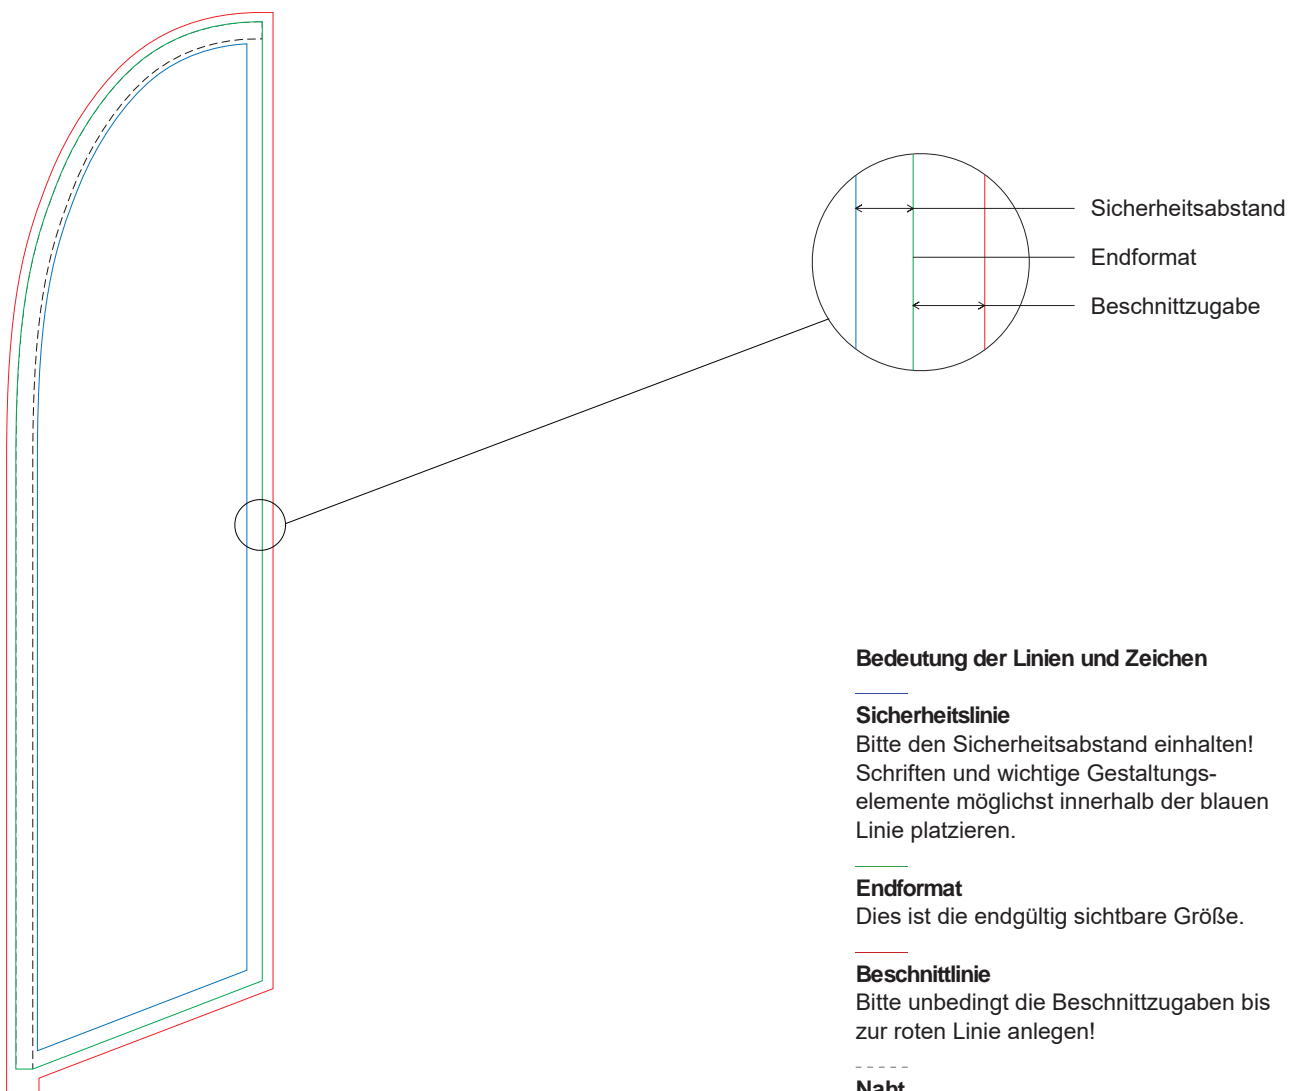 Sicherheitsabstand
Endformat
Beschnittzugabe
Bedeutung der Linien und Zeichen
Sicherheitslinie
Bitte den Sicherheitsabstand einhalten!
Schriften und wichtige Gestaltungs-
elemente möglichst innerhalb der blauen
Linie platzieren.
Endformat
Dies ist die endgültig sichtbare Größe.
Beschnittlinie
Bitte unbedingt die Beschnittzugaben bis
zur roten Linie anlegen!
Naht